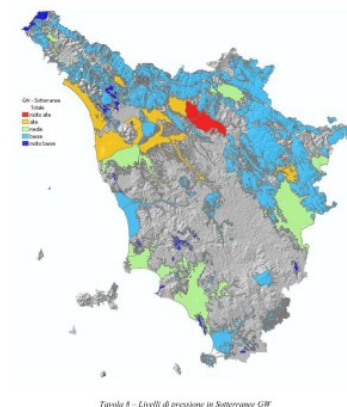 GW - Sotterranee
Totale
molto alta
alta
media
bassa
molto bassa
Tavola 8 – Livelli di pressione in Sotterranee GW